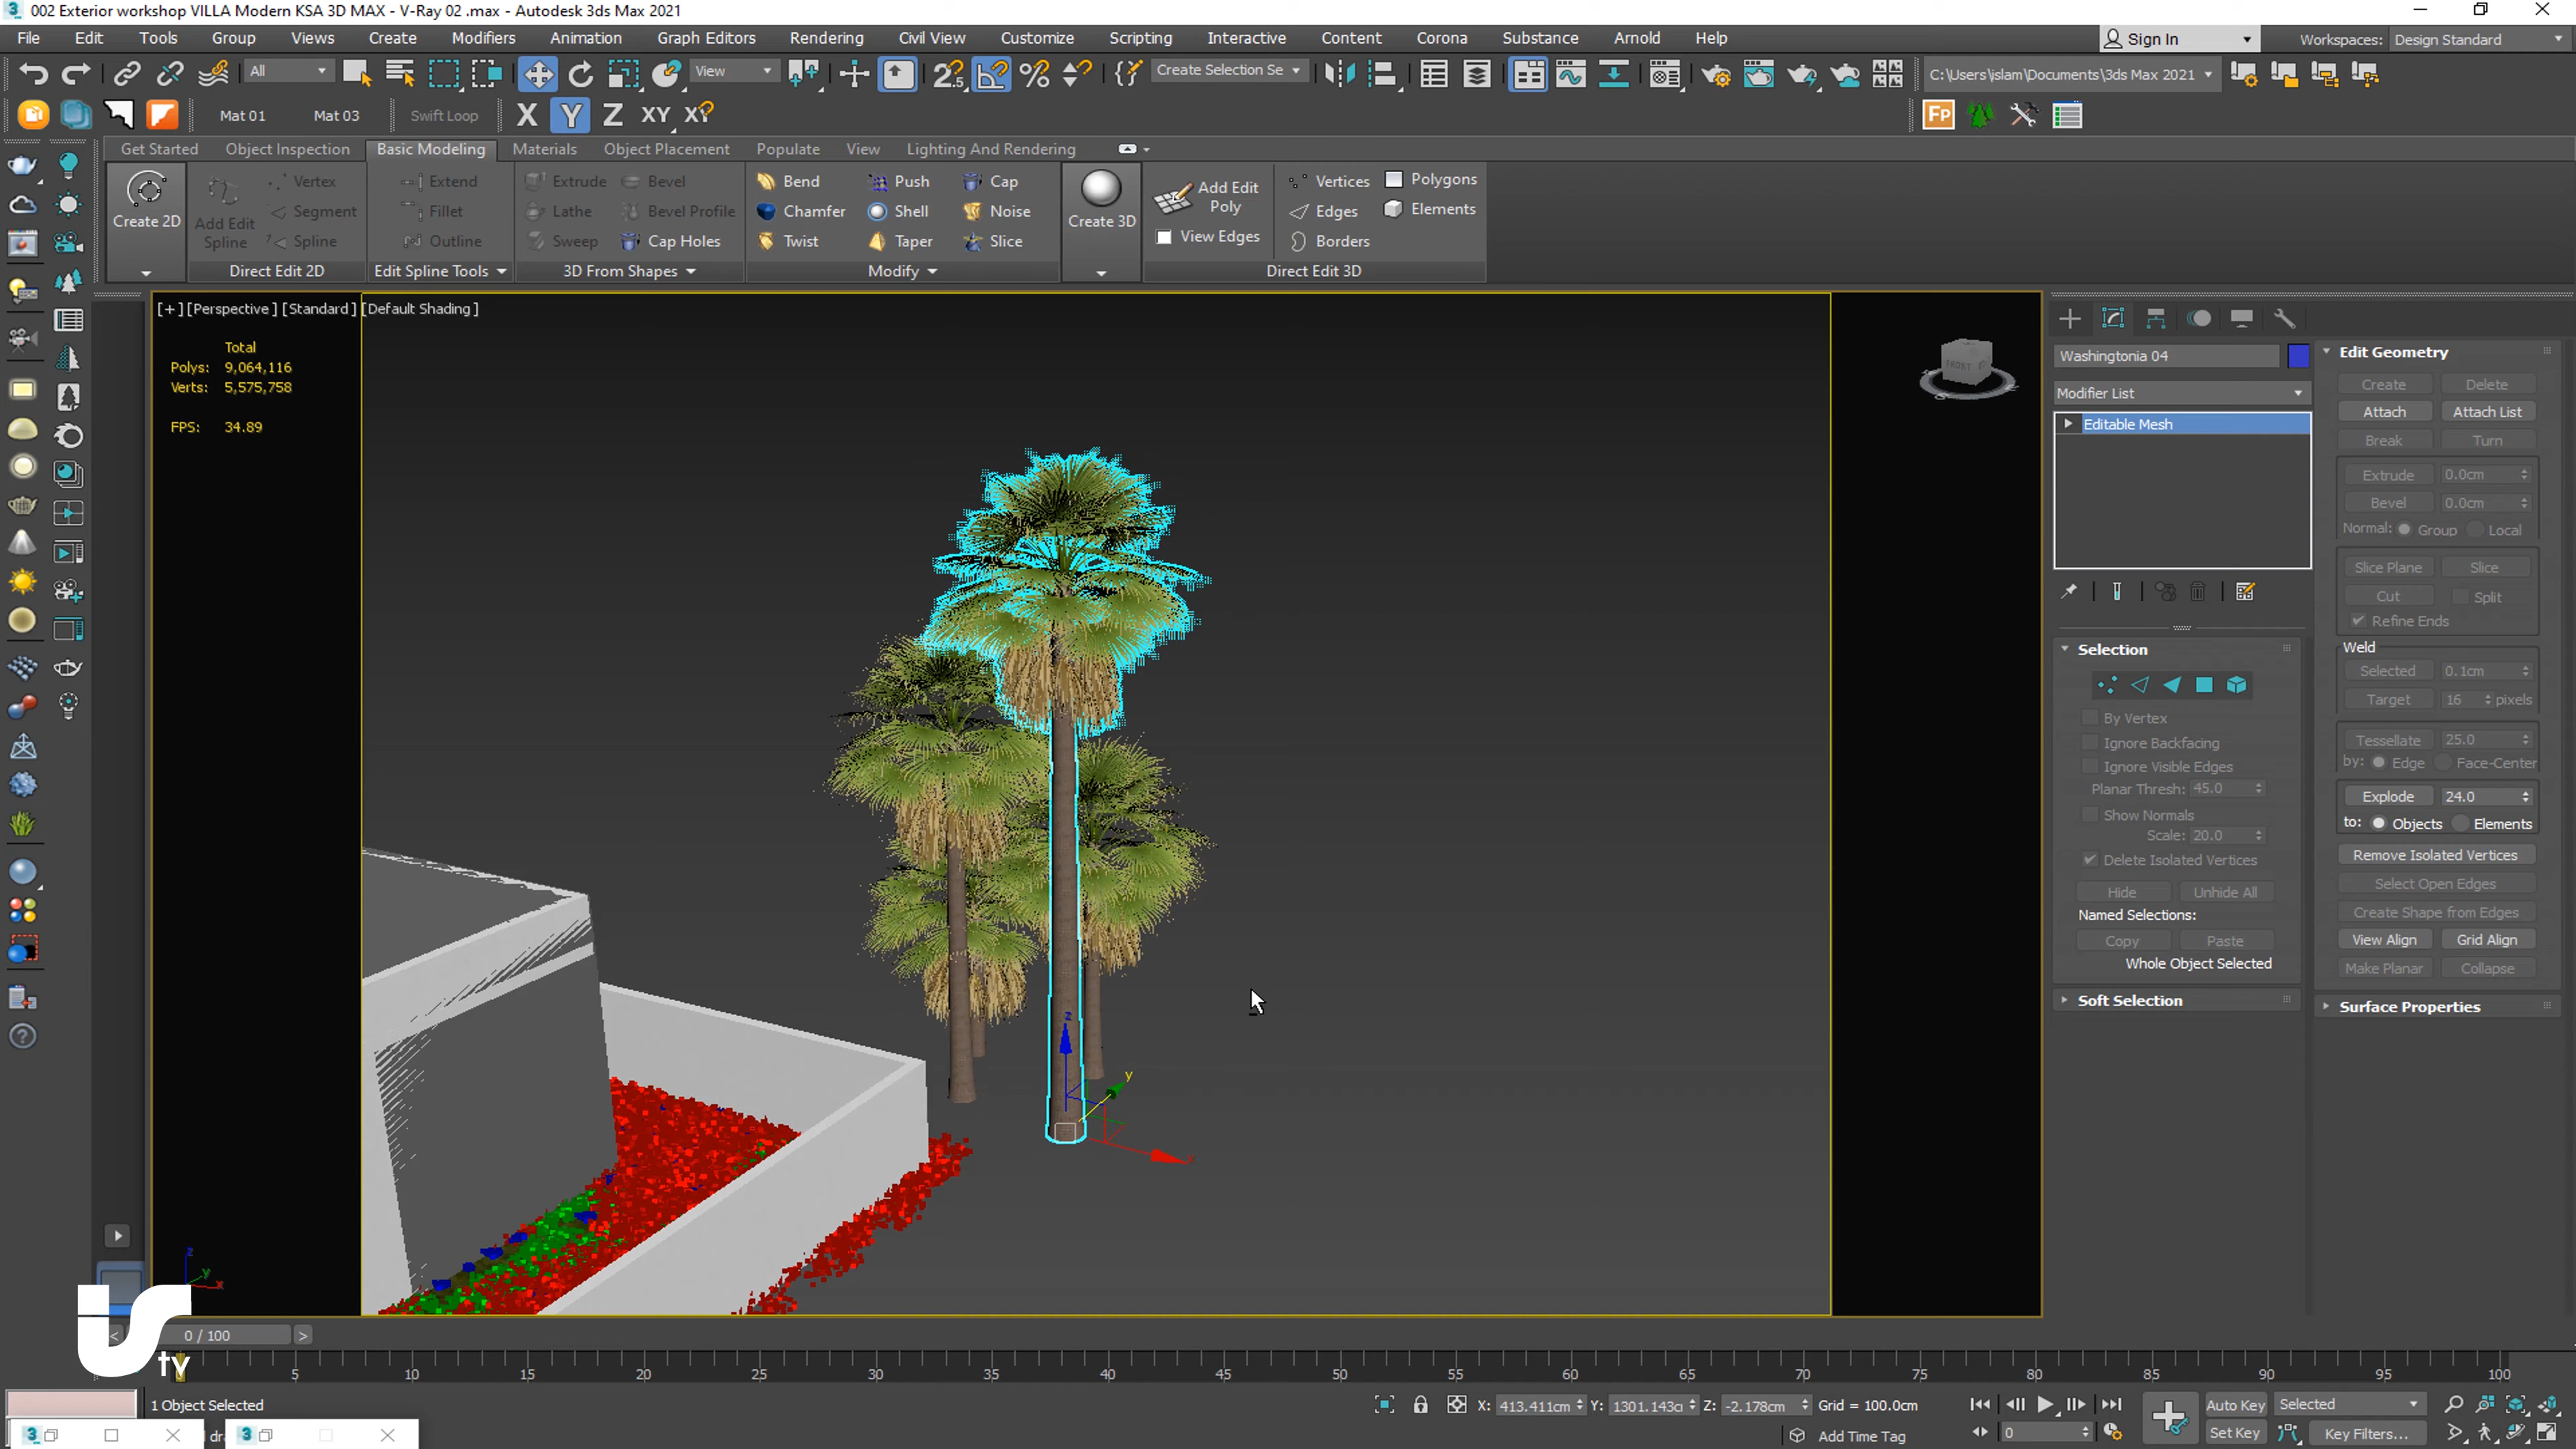 002 Exterior workshop VILLA Modern KSA 3D MAX - V-Ray 02 .max - Autodesk 3ds Max 2021
File Edit Tools Group Views Create Modifiers Animation Graph Editors Rendering Civil View Customize Scripting Interactive Content Corona Substance Arnold Help Sign In Workspaces: Design Standard
All View Create Selection Se C:\Users\islam\Documents\3ds Max 2021
Mat 01 Mat 03 Swift Loop X Y Z XY XY Fp
Get Started Object Inspection Basic Modeling Materials Object Placement Populate View Lighting And Rendering
Create 2D
Add Edit Spline
Vertex
Segment
Spline
Direct Edit 2D
Extend
Fillet
Outline
Edit Spline Tools
Extrude Bevel
Lathe Bevel Profile
Sweep Cap Holes
3D From Shapes
Bend Push Cap
Chamfer Shell Noise
Twist Taper Slice
Modify
Create 3D
Add Edit Poly
View Edges
Vertices Polygons
Edges Elements
Borders
Direct Edit 3D
[+] [Perspective ] [Standard ] [Default Shading ]
Total
Polys: 9,064,116
Verts: 5,575,758
FPS: 34.89
FRONT
z
y
x
z
y
x
Washingtonia 04
Modifier List
Editable Mesh
Selection
By Vertex
Ignore Backfacing
Ignore Visible Edges
Planar Thresh: 45.0
Show Normals
Scale: 20.0
Delete Isolated Vertices
Hide Unhide All
Named Selections:
Copy Paste
Whole Object Selected
Soft Selection
Edit Geometry
Create Delete
Attach Attach List
Break Turn
Extrude 0.0cm
Bevel 0.0cm
Normal: Group Local
Slice Plane Slice
Cut Split
Refine Ends
Weld
Selected 0.1cm
Target 16 pixels
Tessellate 25.0
by: Edge Face-Center
Explode 24.0
to: Objects Elements
Remove Isolated Vertices
Select Open Edges
Create Shape from Edges
View Align Grid Align
Make Planar Collapse
Surface Properties
tv
< 0 / 100 >
5 10 15 20 25 30 35 40 45 50 55 60 65 70 75 80 85 90 95 100
1 Object Selected
X: 413.411cm Y: 1301.143c Z: -2.178cm Grid = 100.0cm
Auto Key Selected
Add Time Tag 0 Set Key Key Filters...